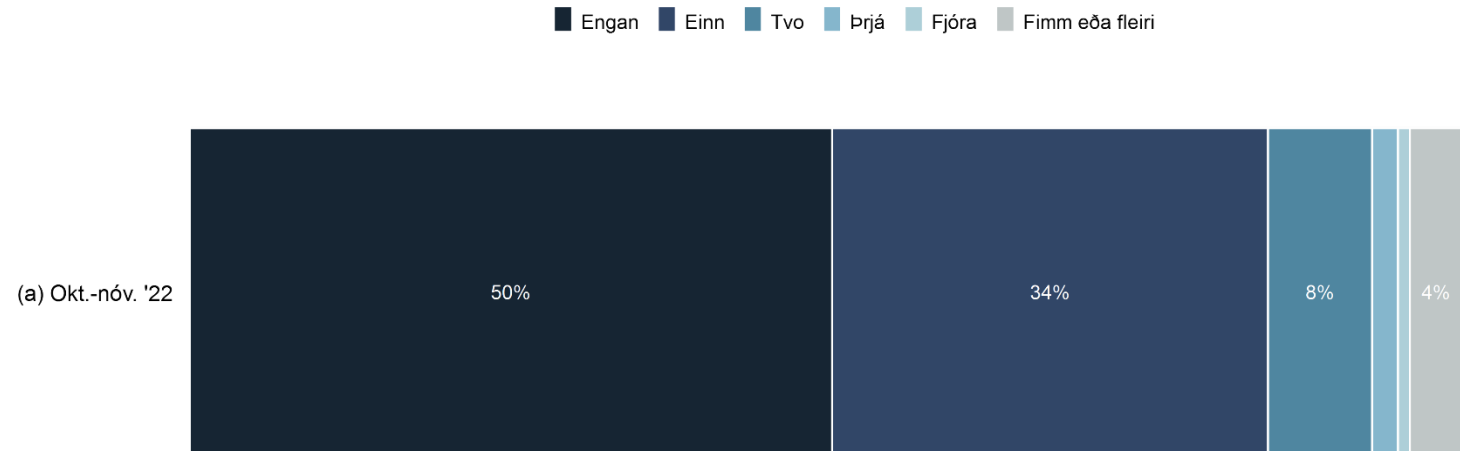 Engan Einn Tvo Þrjá Fjóra Fimm eða fleiri
(a) Okt.-nóv. '22 50% 34% 8% 4%